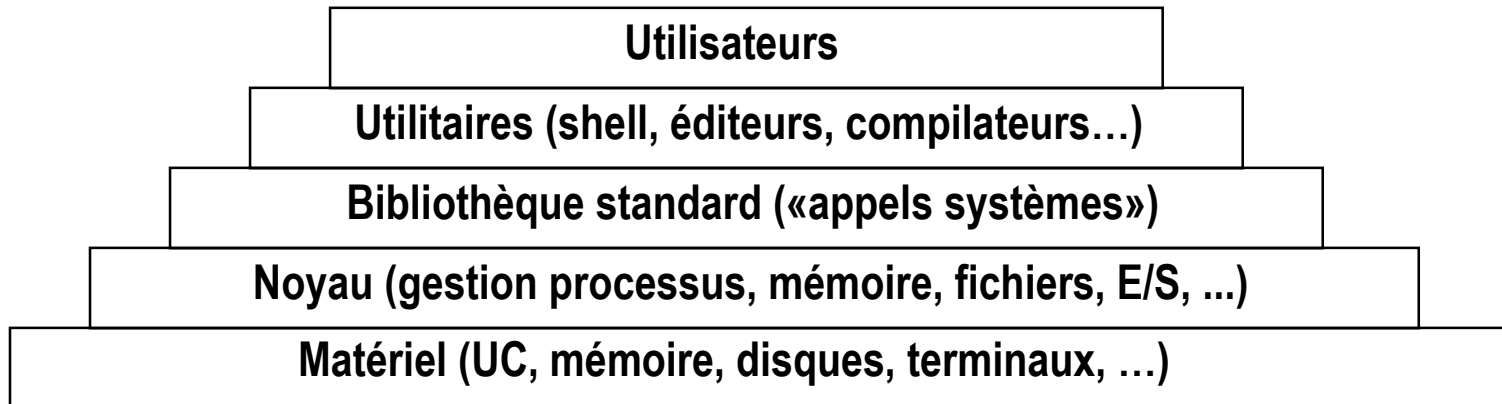 Utilisateurs
Utilitaires (shell, éditeurs, compilateurs…)
Bibliothèque standard («appels systèmes»)
Noyau (gestion processus, mémoire, fichiers, E/S, ...)
Matériel (UC, mémoire, disques, terminaux, …)